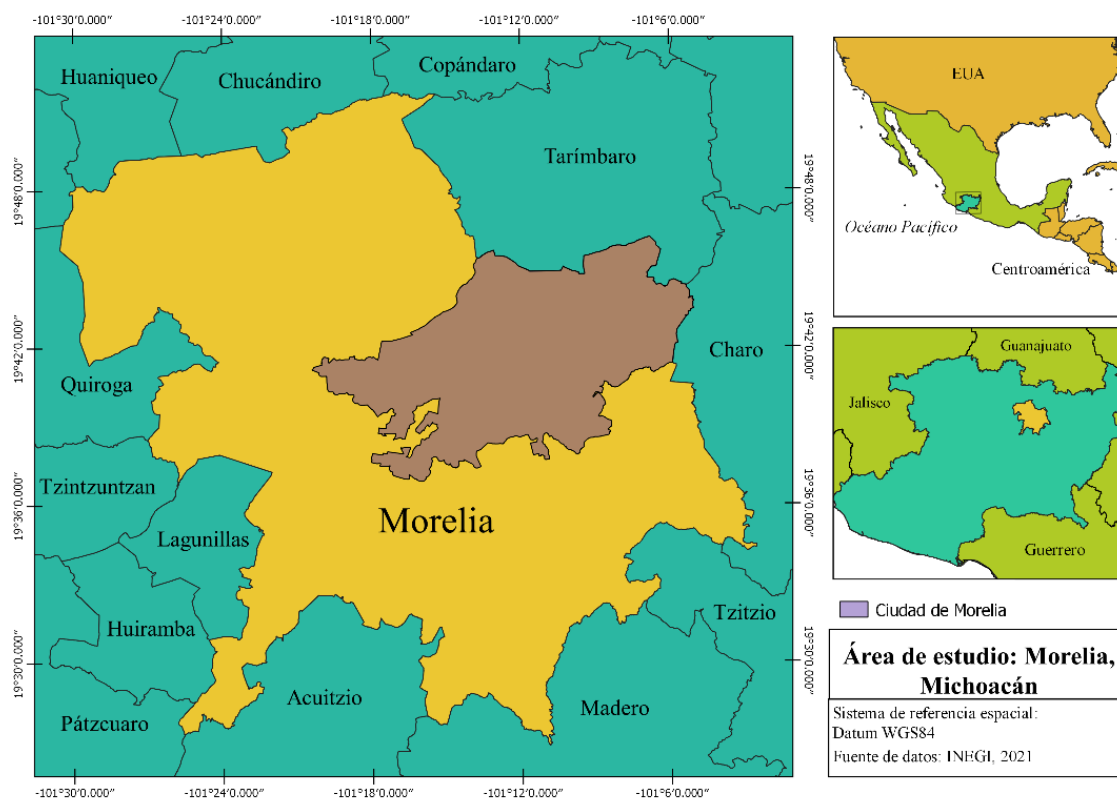 -101°30'0.000" -101°24'0.000" -101°18'0.000" -101°12'0.000" -101°6'0.000"
Huaniqueo
Chucándiro
Copándaro
Tarímbaro
19°48'0.000"
19°48'0.000"
19°42'0.000"
19°42'0.000"
Quiroga
Charo
Tzintzuntzan
19°36'0.000"
19°36'0.000"
Lagunillas
Morelia
Huiramba
Tzitzio
19°30'0.000"
19°30'0.000"
Pátzcuaro
Acuitzio
Madero
-101°30'0.000" -101°24'0.000" -101°18'0.000" -101°12'0.000" -101°6'0.000"
EUA
Océano Pacífico
Centroamérica
Guanajuato
Jalisco
Guerrero
Ciudad de Morelia
Área de estudio: Morelia,
Michoacán
Sistema de referencia espacial:
Datum WGS84
Fuente de datos: INEGI, 2021